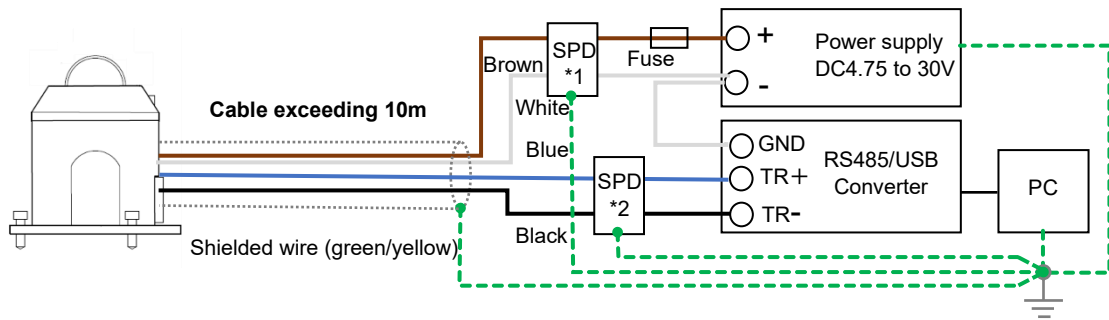 SPD
*1
Fuse
+
-
Power supply
DC4.75 to 30V
Brown
Cable exceeding 10m
White
Blue
SPD
*2
GND
TR+
TR-
RS485/USB
Converter
PC
Black
Shielded wire (green/yellow)